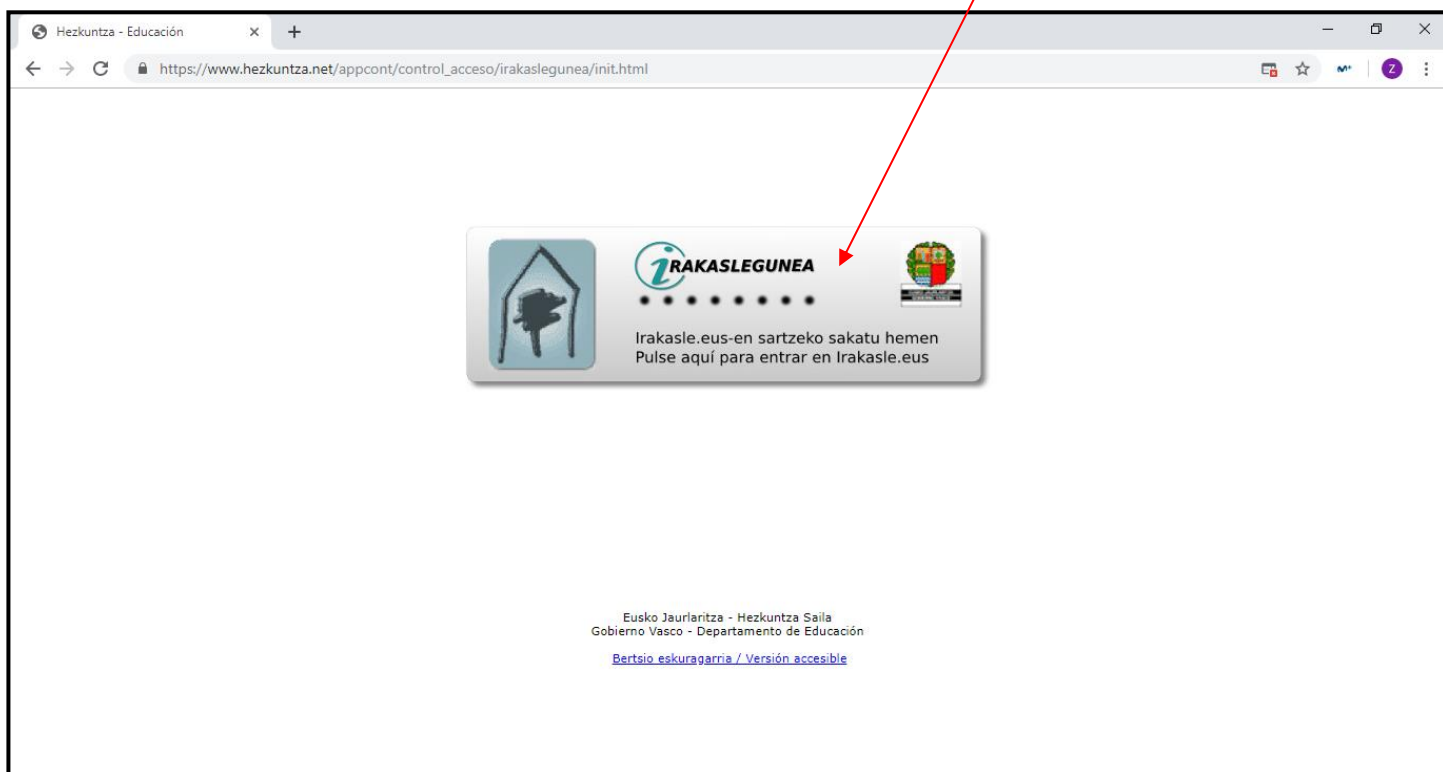 Hezkuntza - Educación
https://www.hezkuntza.net/appcont/control_acceso/irakaslegunea/init.html
Z
iRAKASLEGUNEA
Irakasle.eus-en sartzeko sakatu hemen
Pulse aquí para entrar en Irakasle.eus
Eusko Jaurlaritza - Hezkuntza Saila
Gobierno Vasco - Departamento de Educación
Bertsio eskuragarria / Versión accesible